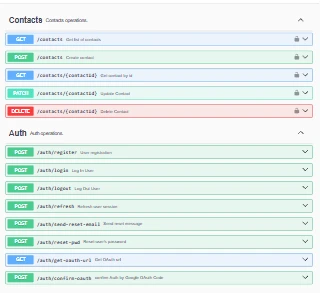 Contacts Contacts operations.
GET /contacts Get list of contacts
POST /contacts Create contact
GET /contacts/{contactid} Get contact by id
PATCH /contacts/{contactid} Update Contact
DELETE /contacts/{contactid} Delete Contact
Auth Auth operations.
POST /auth/register User registration
POST /auth/login Log In User
POST /auth/logout Log Out User
POST /auth/refresh Refresh user session
POST /auth/send-reset-email Send reset message
POST /auth/reset-pwd Reset user's password
GET /auth/get-oauth-url Get OAuth url
POST /auth/confirm-oauth confirm Auth by Google OAuth Code